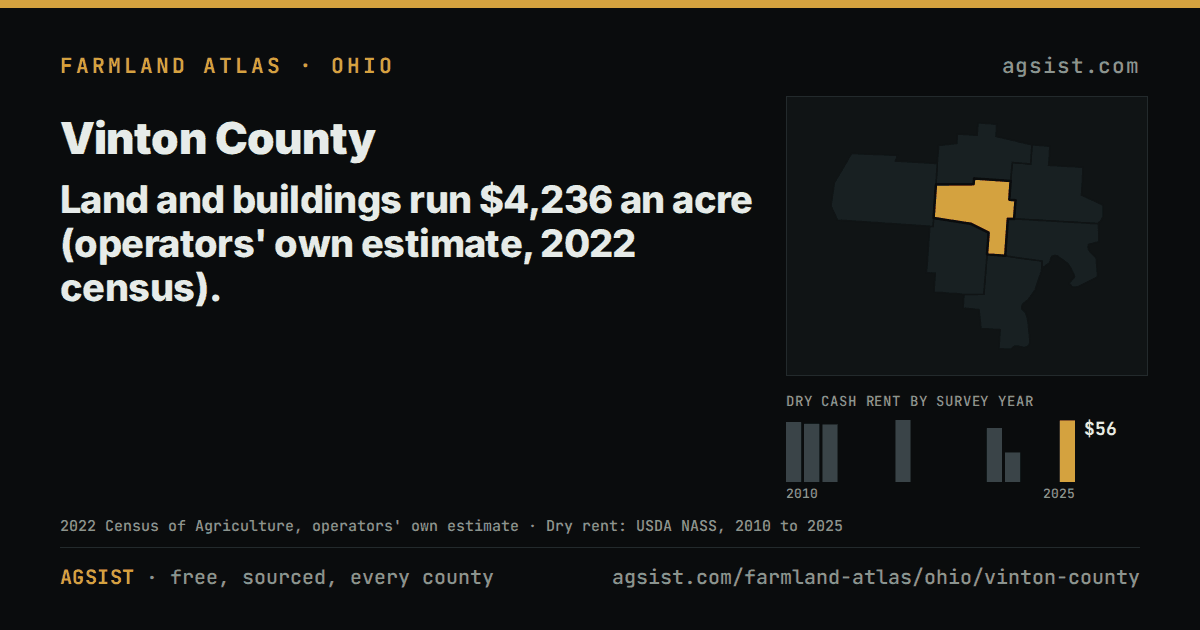 FARMLAND ATLAS · OHIO
agsist.com
Vinton County
Land and buildings run $4,236 an acre
(operators' own estimate, 2022
census).
DRY CASH RENT BY SURVEY YEAR
$56
2010
2025
2022 Census of Agriculture, operators' own estimate · Dry rent: USDA NASS, 2010 to 2025
AGSIST · free, sourced, every county
agsist.com/farmland-atlas/ohio/vinton-county